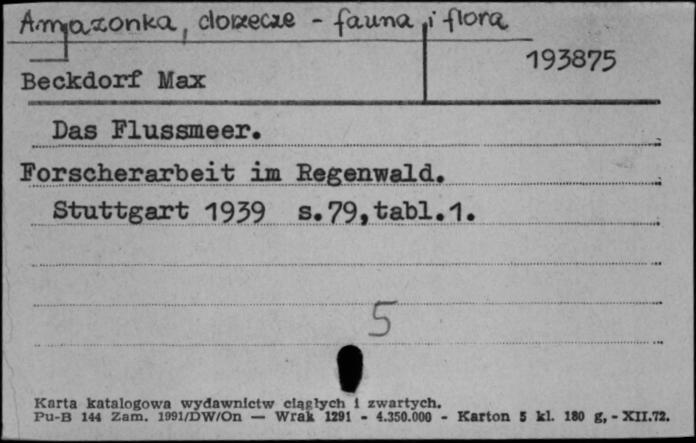 Amazonka, dorzecze - fauna i flora
193875
Beckdorf Max
Das Flussmeer.
Forscherarbeit im Regenwald.
Stuttgart 1939 s.79,tabl.1.
5
Karta katalogowa wydawnictw ciągłych i zwartych.
Pu-B 144 Zam. 1991/DW/On — Wrak 1291 - 4.350.000 - Karton 5 kl. 180 g, - XII.72.